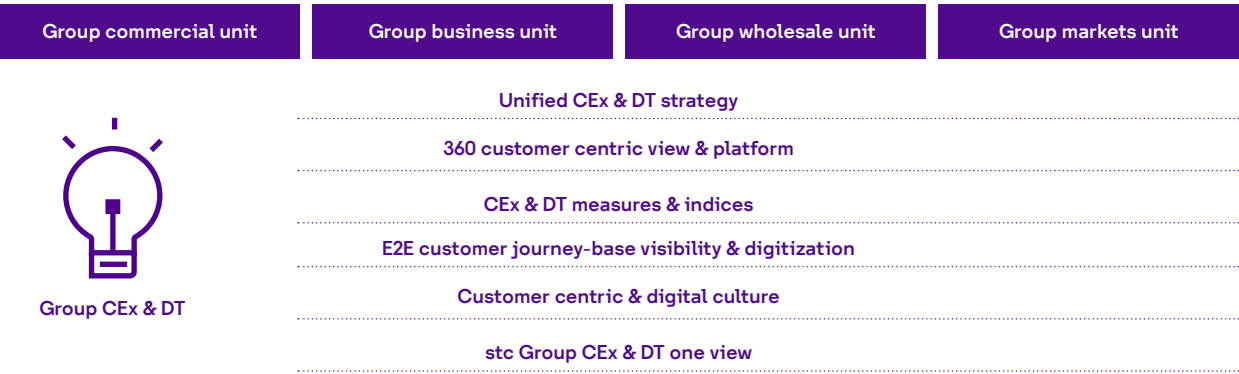 Group commercial unit
Group business unit
Group wholesale unit
Group markets unit
Unified CEx & DT strategy
360 customer centric view & platform
CEx & DT measures & indices
E2E customer journey-base visibility & digitization
Customer centric & digital culture
stc Group CEx & DT one view
Group CEx & DT